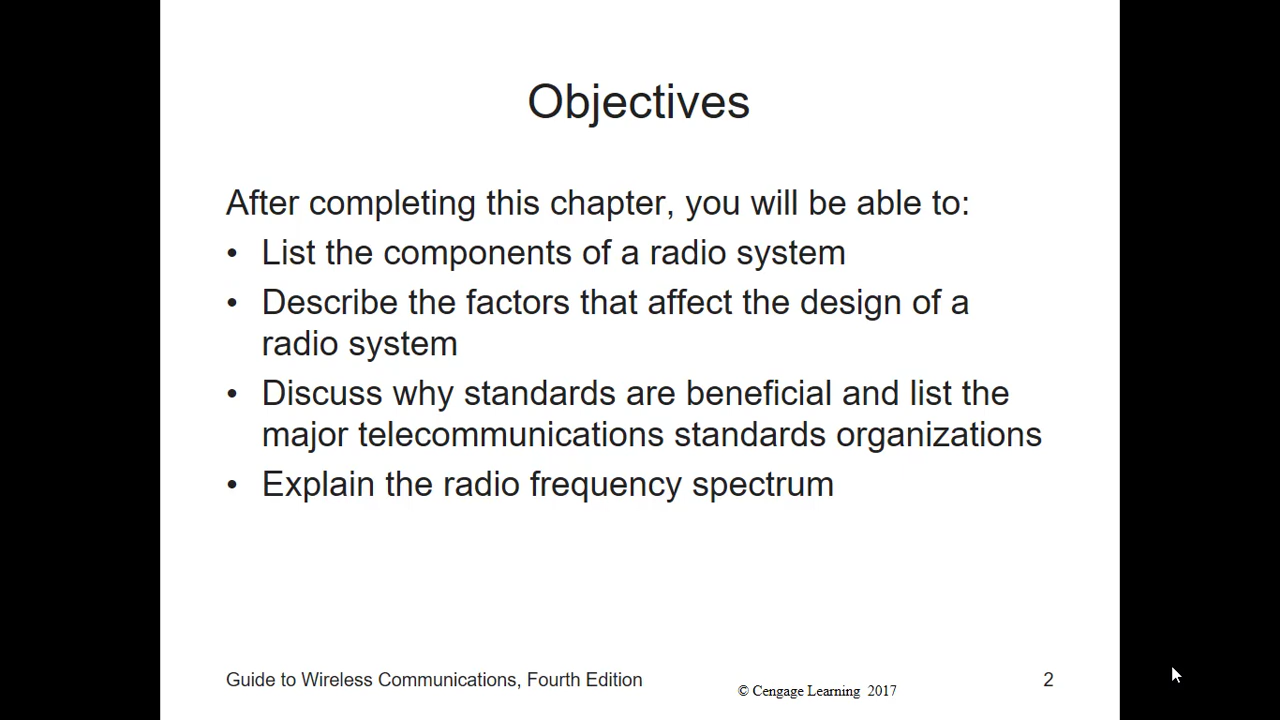 Objectives
After completing this chapter, you will be able to:
• List the components of a radio system
• Describe the factors that affect the design of a
radio system
• Discuss why standards are beneficial and list the
major telecommunications standards organizations
• Explain the radio frequency spectrum
Guide to Wireless Communications, Fourth Edition
© Cengage Learning 2017
2